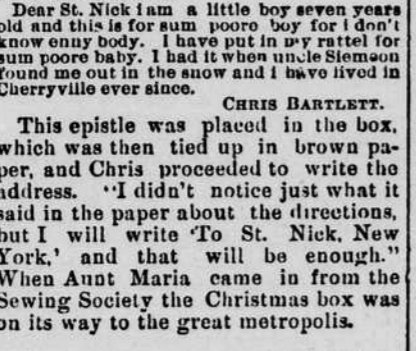 Dear St. Nick i am a little boy seven years
old and this is for sum poore boy for i don't
know enny body. I have put in my rattel for
sum poore baby. I had it when uncle Siemson
found me out in the snow and i have lived in
Cherryville ever since.
CHRIS BARTLETT.
This epistle was placed in the box,
which was then tied up in brown pa-
per, and Chris proceeded to write the
address. "I didn't notice just what it
said in the paper about the directions,
but I will write 'To St. Nick, New
York,' and that will be enough."
When Aunt Maria came in from the
Sewing Society the Christmas box was
on its way to the great metropolis.